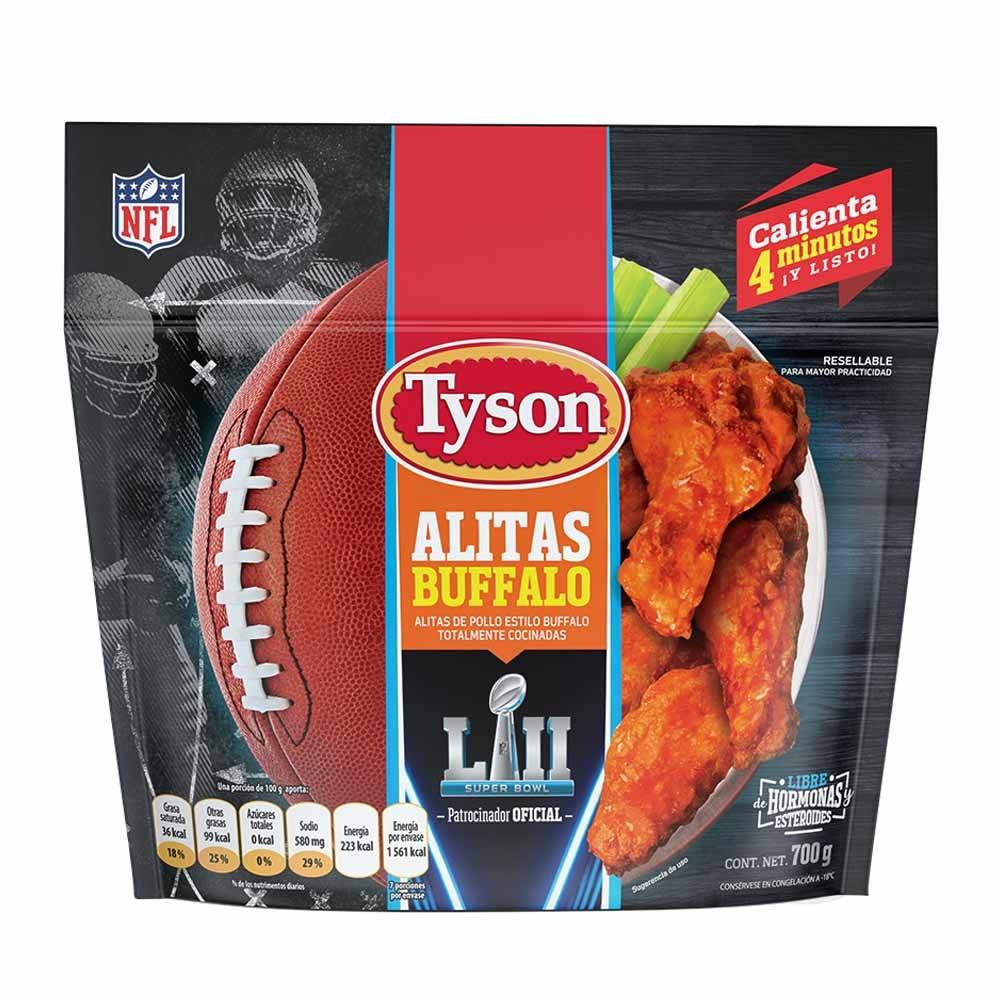 NFL
Calienta
4 minutos
¡Y LISTO!
RESELLABLE
PARA MAYOR PRACTICIDAD
Tyson®
ALITAS
BUFFALO
ALITAS DE POLLO ESTILO BUFFALO
TOTALMENTE COCINADAS
LII
SUPER BOWL
- Patrocinador OFICIAL -
Una porción de 100 g aporta:
Grasa saturada 36 kcal 18%
Otras grasas 99 kcal 25%
Azúcares totales 0 kcal 0%
Sodio 580 mg 29%
Energía 223 kcal
Energía por envase 1 561 kcal
% de los nutrimentos diarios
7 porciones
por envase
LIBRE
de HORMONAS y
ESTEROIDES
CONT. NET. 700 g
CONSÉRVESE EN CONGELACIÓN A -18°C
Sugerencia de uso